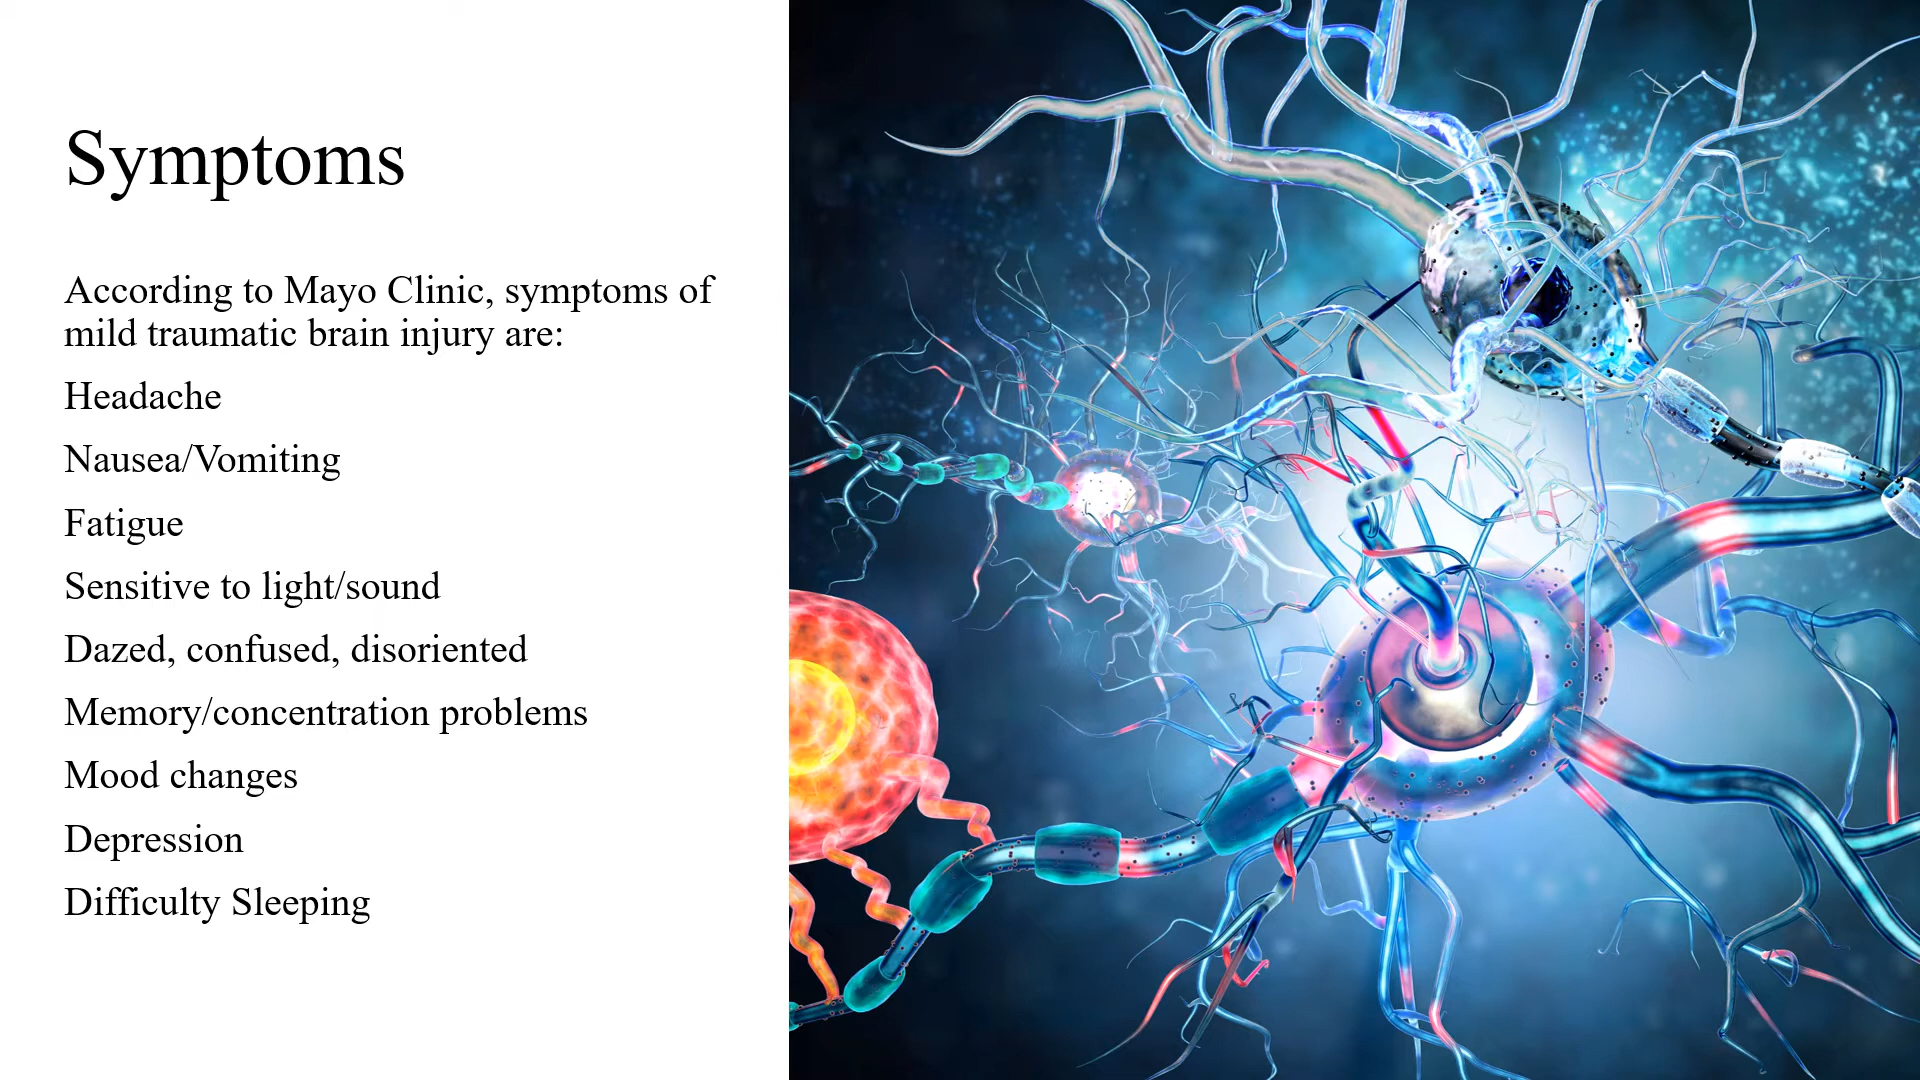 Symptoms
According to Mayo Clinic, symptoms of
mild traumatic brain injury are:
Headache
Nausea/Vomiting
Fatigue
Sensitive to light/sound
Dazed, confused, disoriented
Memory/concentration problems
Mood changes
Depression
Difficulty Sleeping